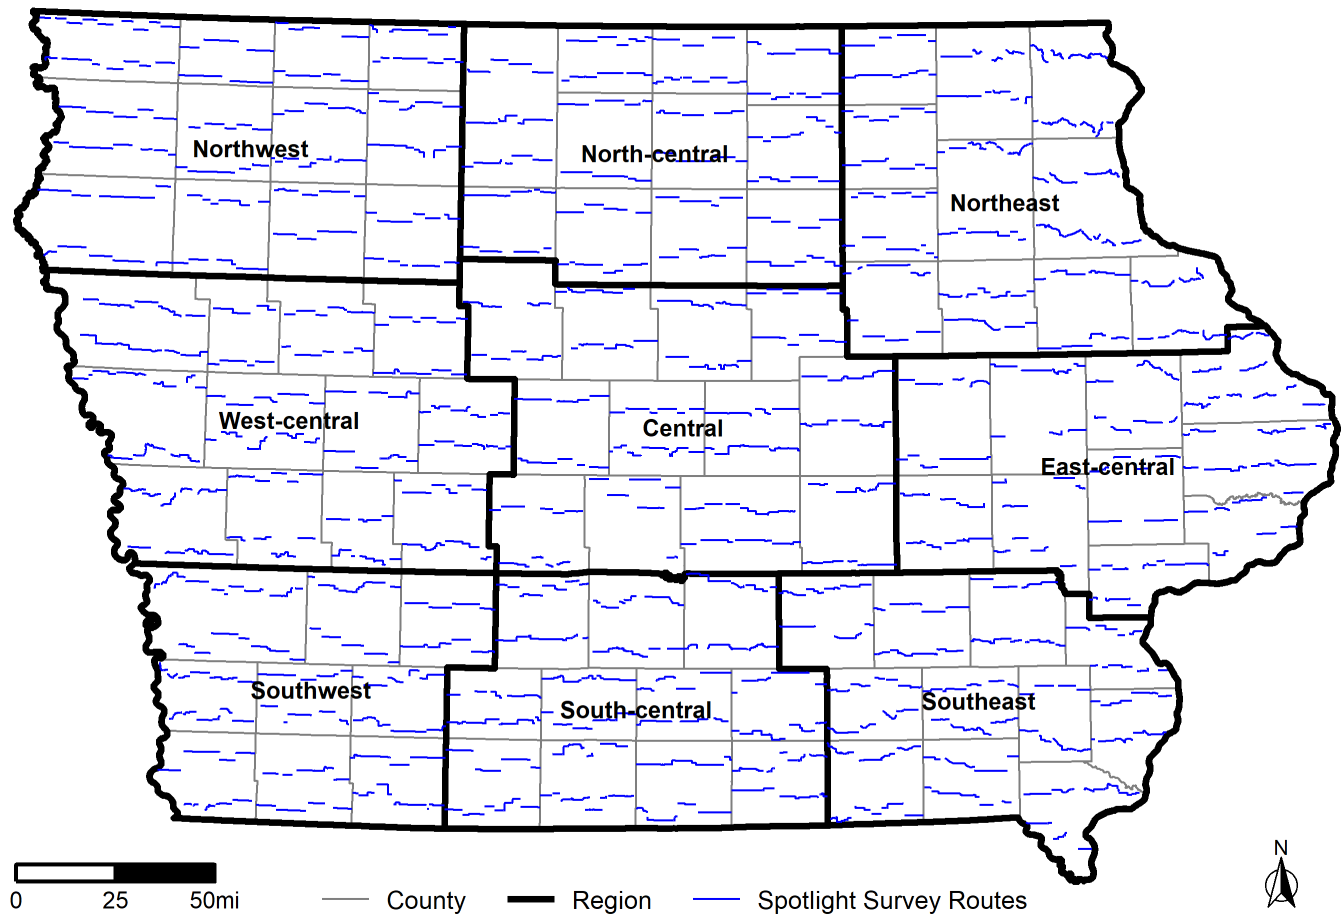 Northwest
North-central
Northeast
West-central
Central
East-central
Southwest
South-central
Southeast
N
0 25 50mi
County Region Spotlight Survey Routes